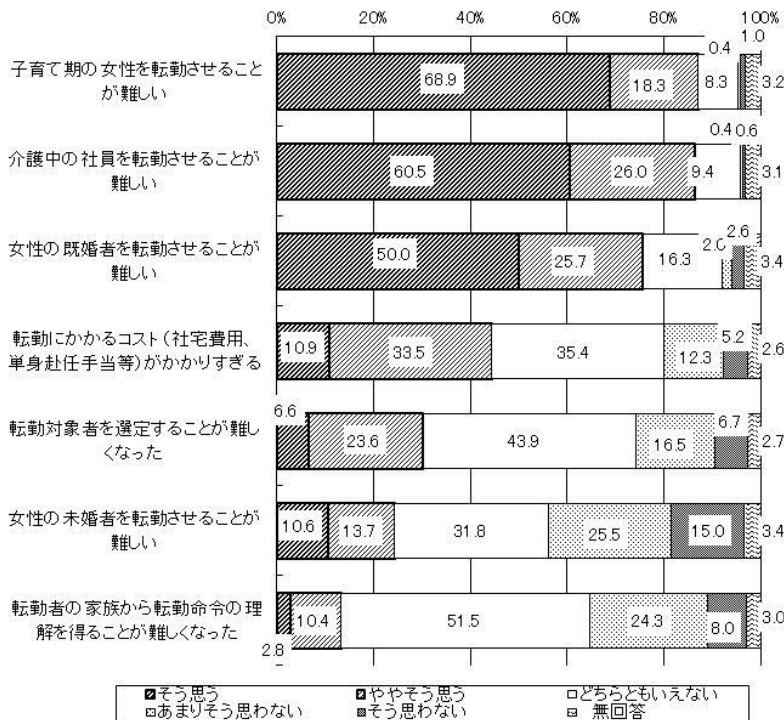 0% 20% 40% 60% 80% 100%
子育て期の女性を転勤させること
が難しい
68.9 18.3 8.3 0.4 1.0 3.2
介護中の社員を転勤させることが
難しい
60.5 26.0 9.4 0.4 0.6 3.1
女性の既婚者を転勤させることが
難しい
50.0 25.7 16.3 2.0 2.6 3.4
転勤にかかるコスト(社宅費用、
単身赴任手当等)がかかりすぎる
10.9 33.5 35.4 12.3 5.2 2.6
転勤対象者を選定することが難し
くなった
6.6 23.6 43.9 16.5 6.7 2.7
女性の未婚者を転勤させることが
難しい
10.6 13.7 31.8 25.5 15.0 3.4
転勤者の家族から転勤命令の理
解を得ることが難しくなった
2.8 10.4 51.5 24.3 8.0 3.0
そう思う ややそう思う どちらともいえない
あまりそう思わない そう思わない 無回答